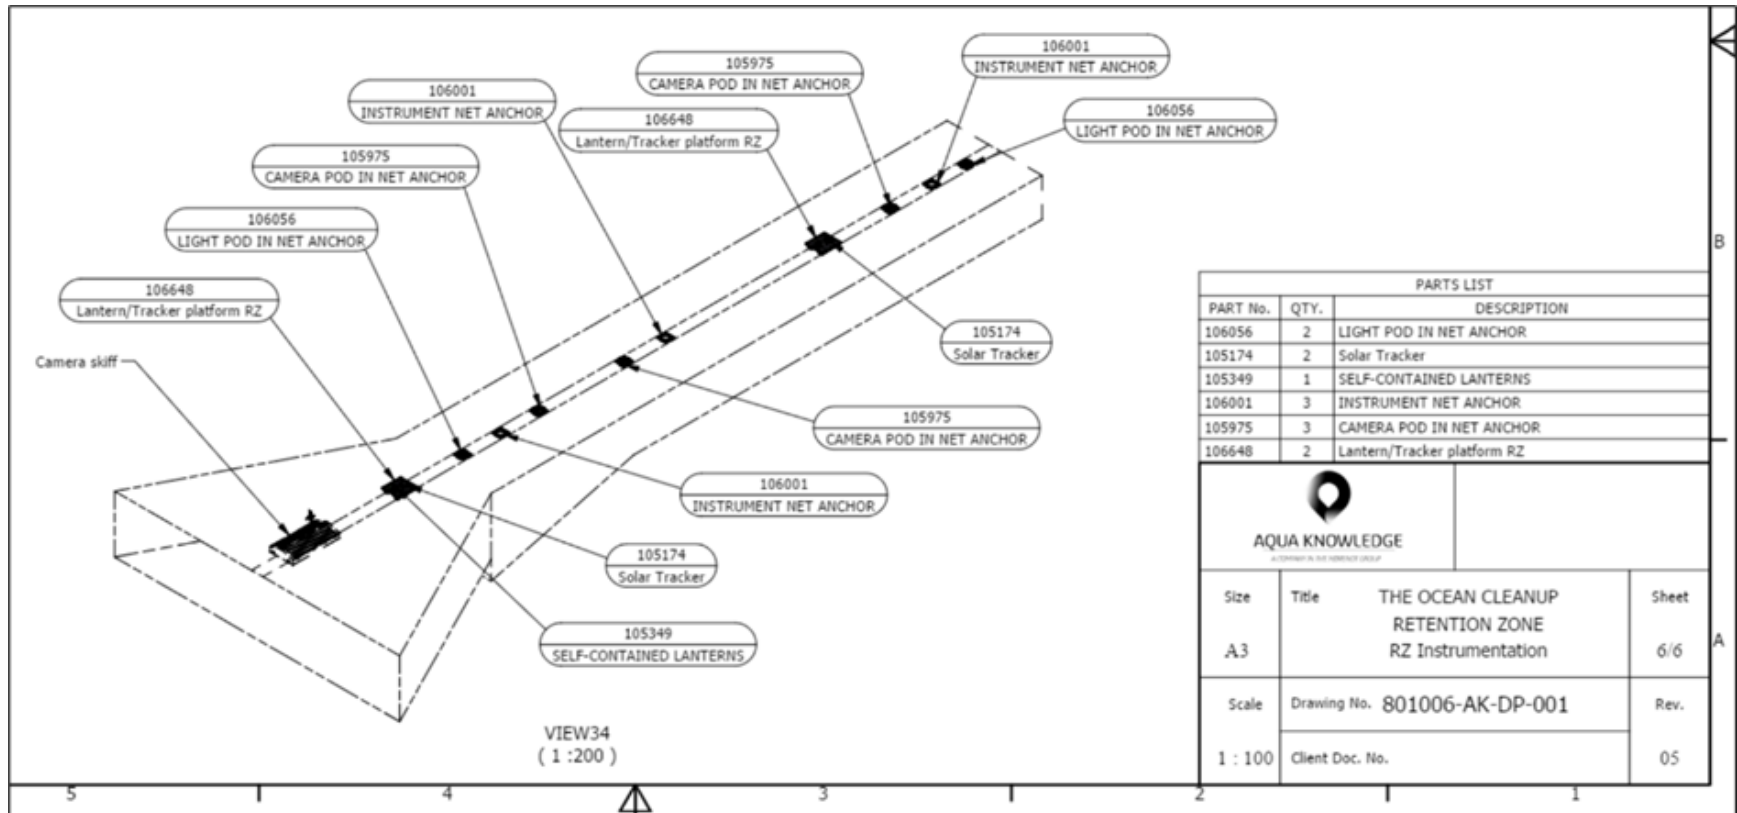 106001
INSTRUMENT NET ANCHOR
105975
CAMERA POD IN NET ANCHOR
106001
INSTRUMENT NET ANCHOR
106648
Lantern/Tracker platform RZ
106056
LIGHT POD IN NET ANCHOR
105975
CAMERA POD IN NET ANCHOR
106056
LIGHT POD IN NET ANCHOR
106648
Lantern/Tracker platform RZ
Camera skiff
105174
Solar Tracker
105975
CAMERA POD IN NET ANCHOR
106001
INSTRUMENT NET ANCHOR
105174
Solar Tracker
105349
SELF-CONTAINED LANTERNS
VIEW34
( 1 :200 )
PARTS LIST
PART No. QTY. DESCRIPTION
106056 2 LIGHT POD IN NET ANCHOR
105174 2 Solar Tracker
105349 1 SELF-CONTAINED LANTERNS
106001 3 INSTRUMENT NET ANCHOR
105975 3 CAMERA POD IN NET ANCHOR
106648 2 Lantern/Tracker platform RZ
AQUA KNOWLEDGE
Size Title THE OCEAN CLEANUP Sheet
RETENTION ZONE
A3 RZ Instrumentation 6/6
Scale Drawing No. 801006-AK-DP-001 Rev.
1 : 100 Client Doc. No. 05
B
A
5 4 3 2 1